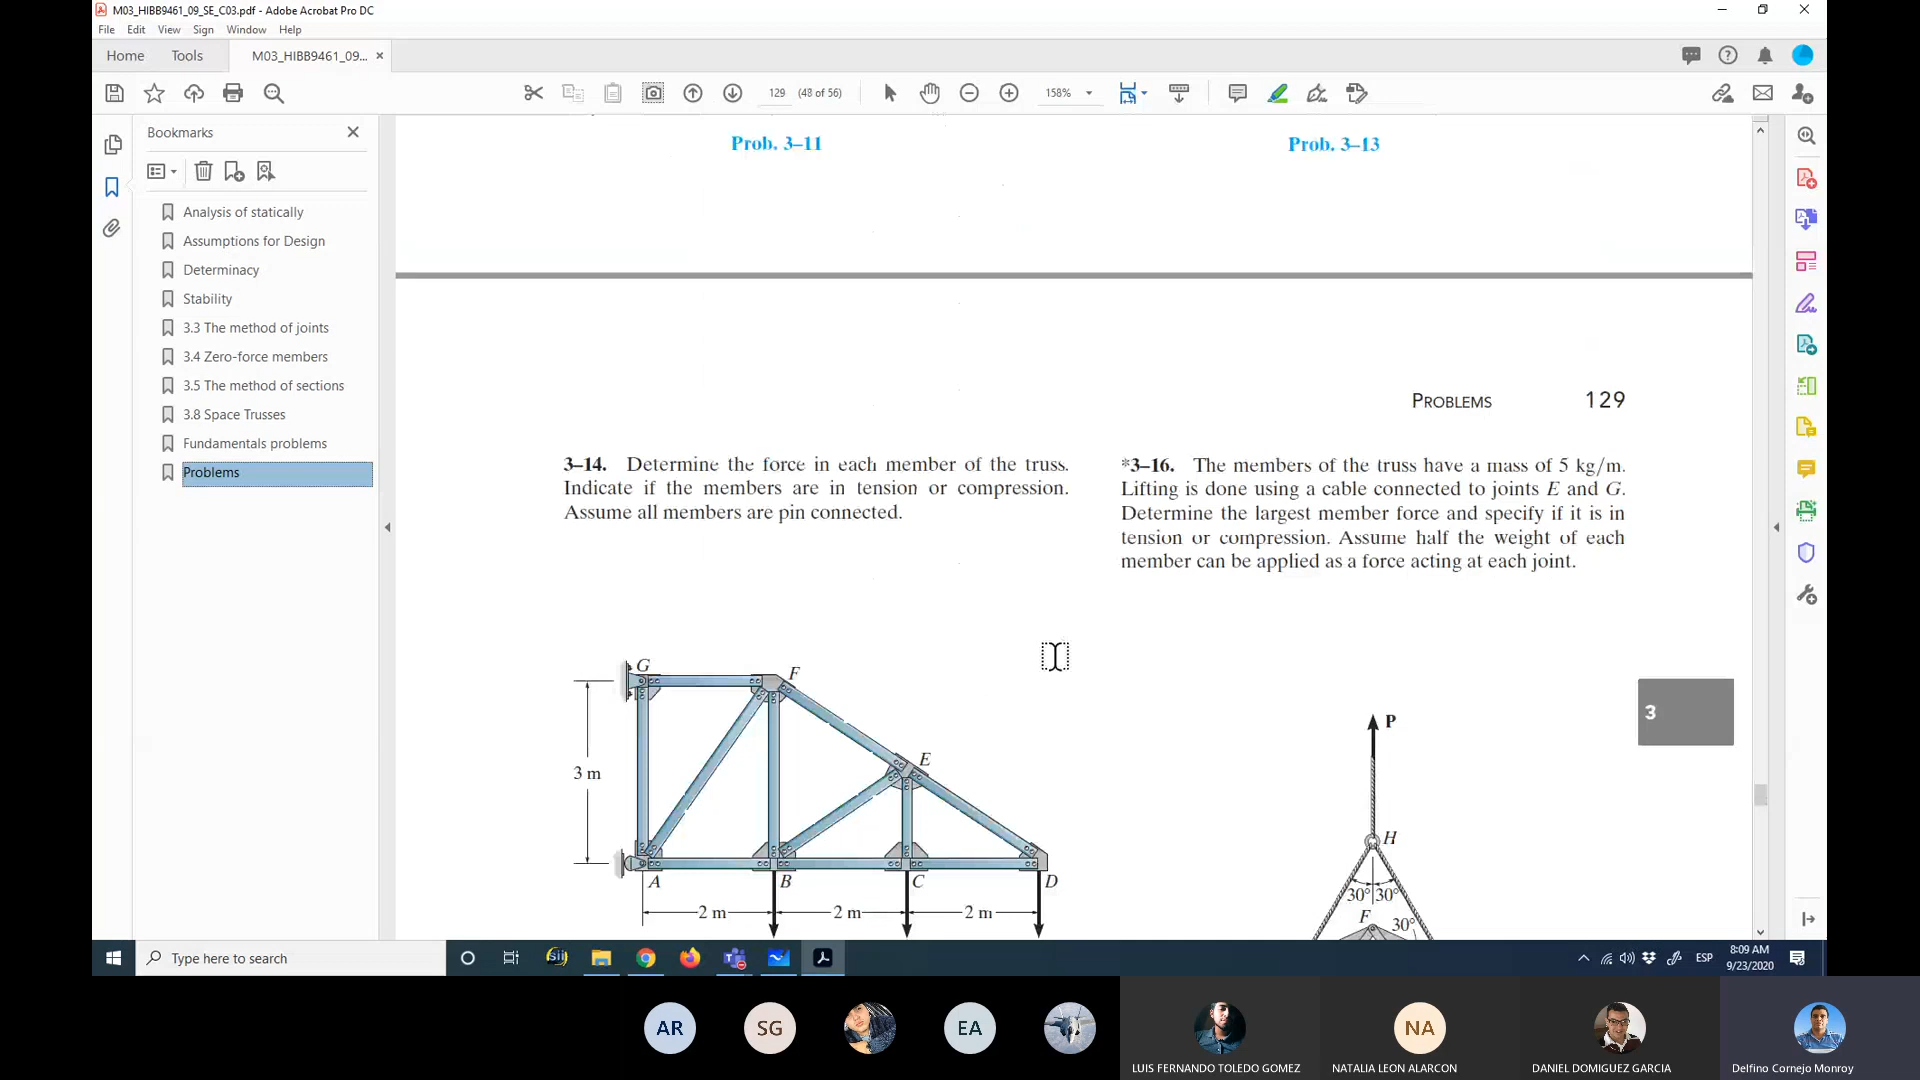 M03_HIBB9461_09_SE_C03.pdf - Adobe Acrobat Pro DC
File Edit View Sign Window Help
Home Tools M03_HIBB9461_09... ×
129 (48 of 56) 158%
Bookmarks
Analysis of statically
Assumptions for Design
Determinacy
Stability
3.3 The method of joints
3.4 Zero-force members
3.5 The method of sections
3.8 Space Trusses
Fundamentals problems
Problems
Prob. 3–11 Prob. 3–13
PROBLEMS 129
3–14. Determine the force in each member of the truss.
Indicate if the members are in tension or compression.
Assume all members are pin connected.
*3–16. The members of the truss have a mass of 5 kg/m.
Lifting is done using a cable connected to joints E and G.
Determine the largest member force and specify if it is in
tension or compression. Assume half the weight of each
member can be applied as a force acting at each joint.
G
F
E
3 m
A B C D
2 m 2 m 2 m
P
H
30° 30°
F 30°
3
Type here to search
sii
ESP
8:09 AM
9/23/2020
AR
SG
EA
NA
LUIS FERNANDO TOLEDO GOMEZ
NATALIA LEON ALARCON
DANIEL DOMIGUEZ GARCIA
Delfino Cornejo Monroy